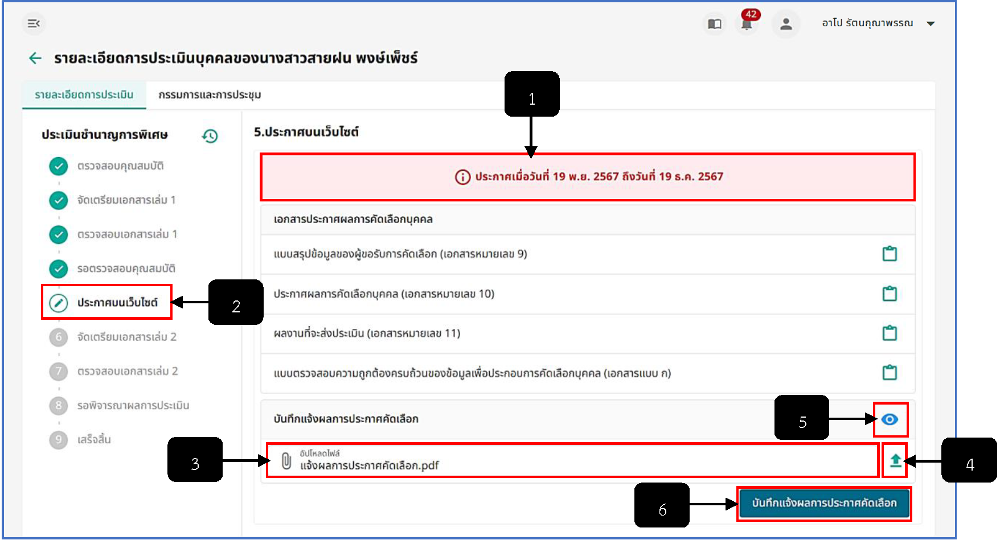 42
อาโป รัตนกุณาพรรณ
รายละเอียดการประเมินบุคคลของนางสาวสายฝน พงษ์เพ็ชร์
รายละเอียดการประเมิน
กรรมการและการประชุม
1
ประเมินชำนาญการพิเศษ
ตรวจสอบคุณสมบัติ
จัดเตรียมเอกสารเล่ม 1
ตรวจสอบเอกสารเล่ม 1
รอตรวจสอบคุณสมบัติ
ประกาศบนเว็บไซต์
2
6 จัดเตรียมเอกสารเล่ม 2
7 ตรวจสอบเอกสารเล่ม 2
8 รอพิจารณาผลการประเมิน
9 เสร็จสิ้น
5.ประกาศบนเว็บไซต์
ประกาศเมื่อวันที่ 19 พ.ย. 2567 ถึงวันที่ 19 ธ.ค. 2567
เอกสารประกาศผลการคัดเลือกบุคคล
แบบสรุปข้อมูลของผู้ขอรับการคัดเลือก (เอกสารหมายเลข 9)
ประกาศผลการคัดเลือกบุคคล (เอกสารหมายเลข 10)
ผลงานที่จะส่งประเมิน (เอกสารหมายเลข 11)
แบบตรวจสอบความถูกต้องครบถ้วนของข้อมูลเพื่อประกอบการคัดเลือกบุคคล (เอกสารแบบ ก)
บันทึกแจ้งผลการประกาศคัดเลือก
5
3
อัปโหลดไฟล์
แจ้งผลการประกาศคัดเลือก.pdf
4
6
บันทึกแจ้งผลการประกาศคัดเลือก